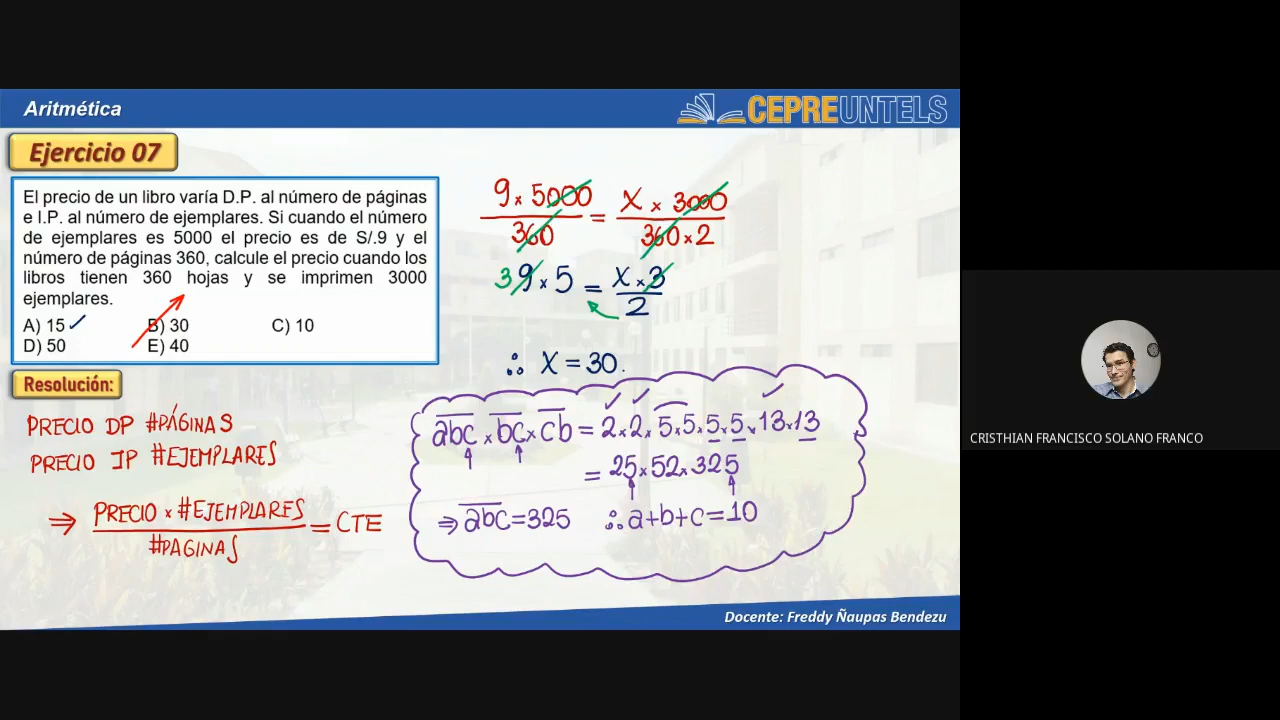 Aritmética
CEPREUNTELS
Ejercicio 07
El precio de un libro varía D.P. al número de páginas
e I.P. al número de ejemplares. Si cuando el número
de ejemplares es 5000 el precio es de S/.9 y el
número de páginas 360, calcule el precio cuando los
libros tienen 360 hojas y se imprimen 3000
ejemplares.
A) 15 B) 30 C) 10
D) 50 E) 40
Resolución:
PRECIO DP #PÁGINAS
PRECIO IP #EJEMPLARES
⇒ PRECIO × #EJEMPLARES / #PAGINAS = CTE
9 × 5000 / 360 = X × 3000 / 360 × 2
3 9 × 5 = X × 3 / 2
∴ X = 30.
abc × bc × cb = 2×2×5×5×5×5×13×13
= 25×52×325
⇒ abc = 325 ∴ a+b+c = 10
Docente: Freddy Ñaupas Bendezu
CRISTHIAN FRANCISCO SOLANO FRANCO